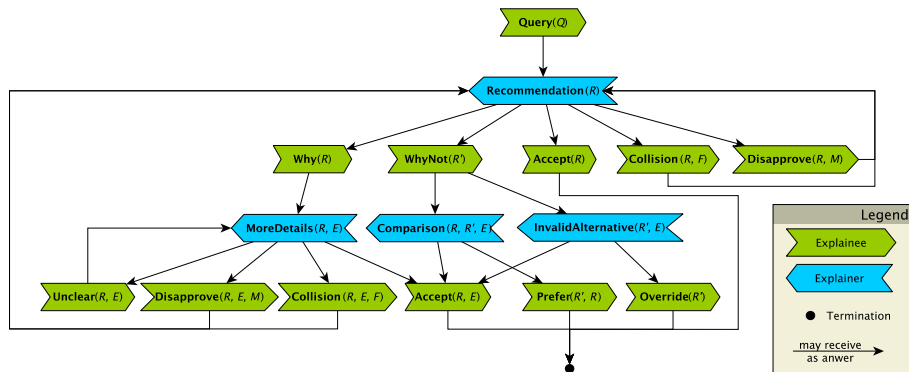 Query(Q)
Recommendation(R)
Why(R)
WhyNot(R')
Accept(R)
Collision(R, F)
Disapprove(R, M)
MoreDetails(R, E)
Comparison(R, R', E)
InvalidAlternative(R', E)
Unclear(R, E)
Disapprove(R, E, M)
Collision(R, E, F)
Accept(R, E)
Prefer(R', R)
Override(R')
Legend
Explainee
Explainer
Termination
may receive
as anwer